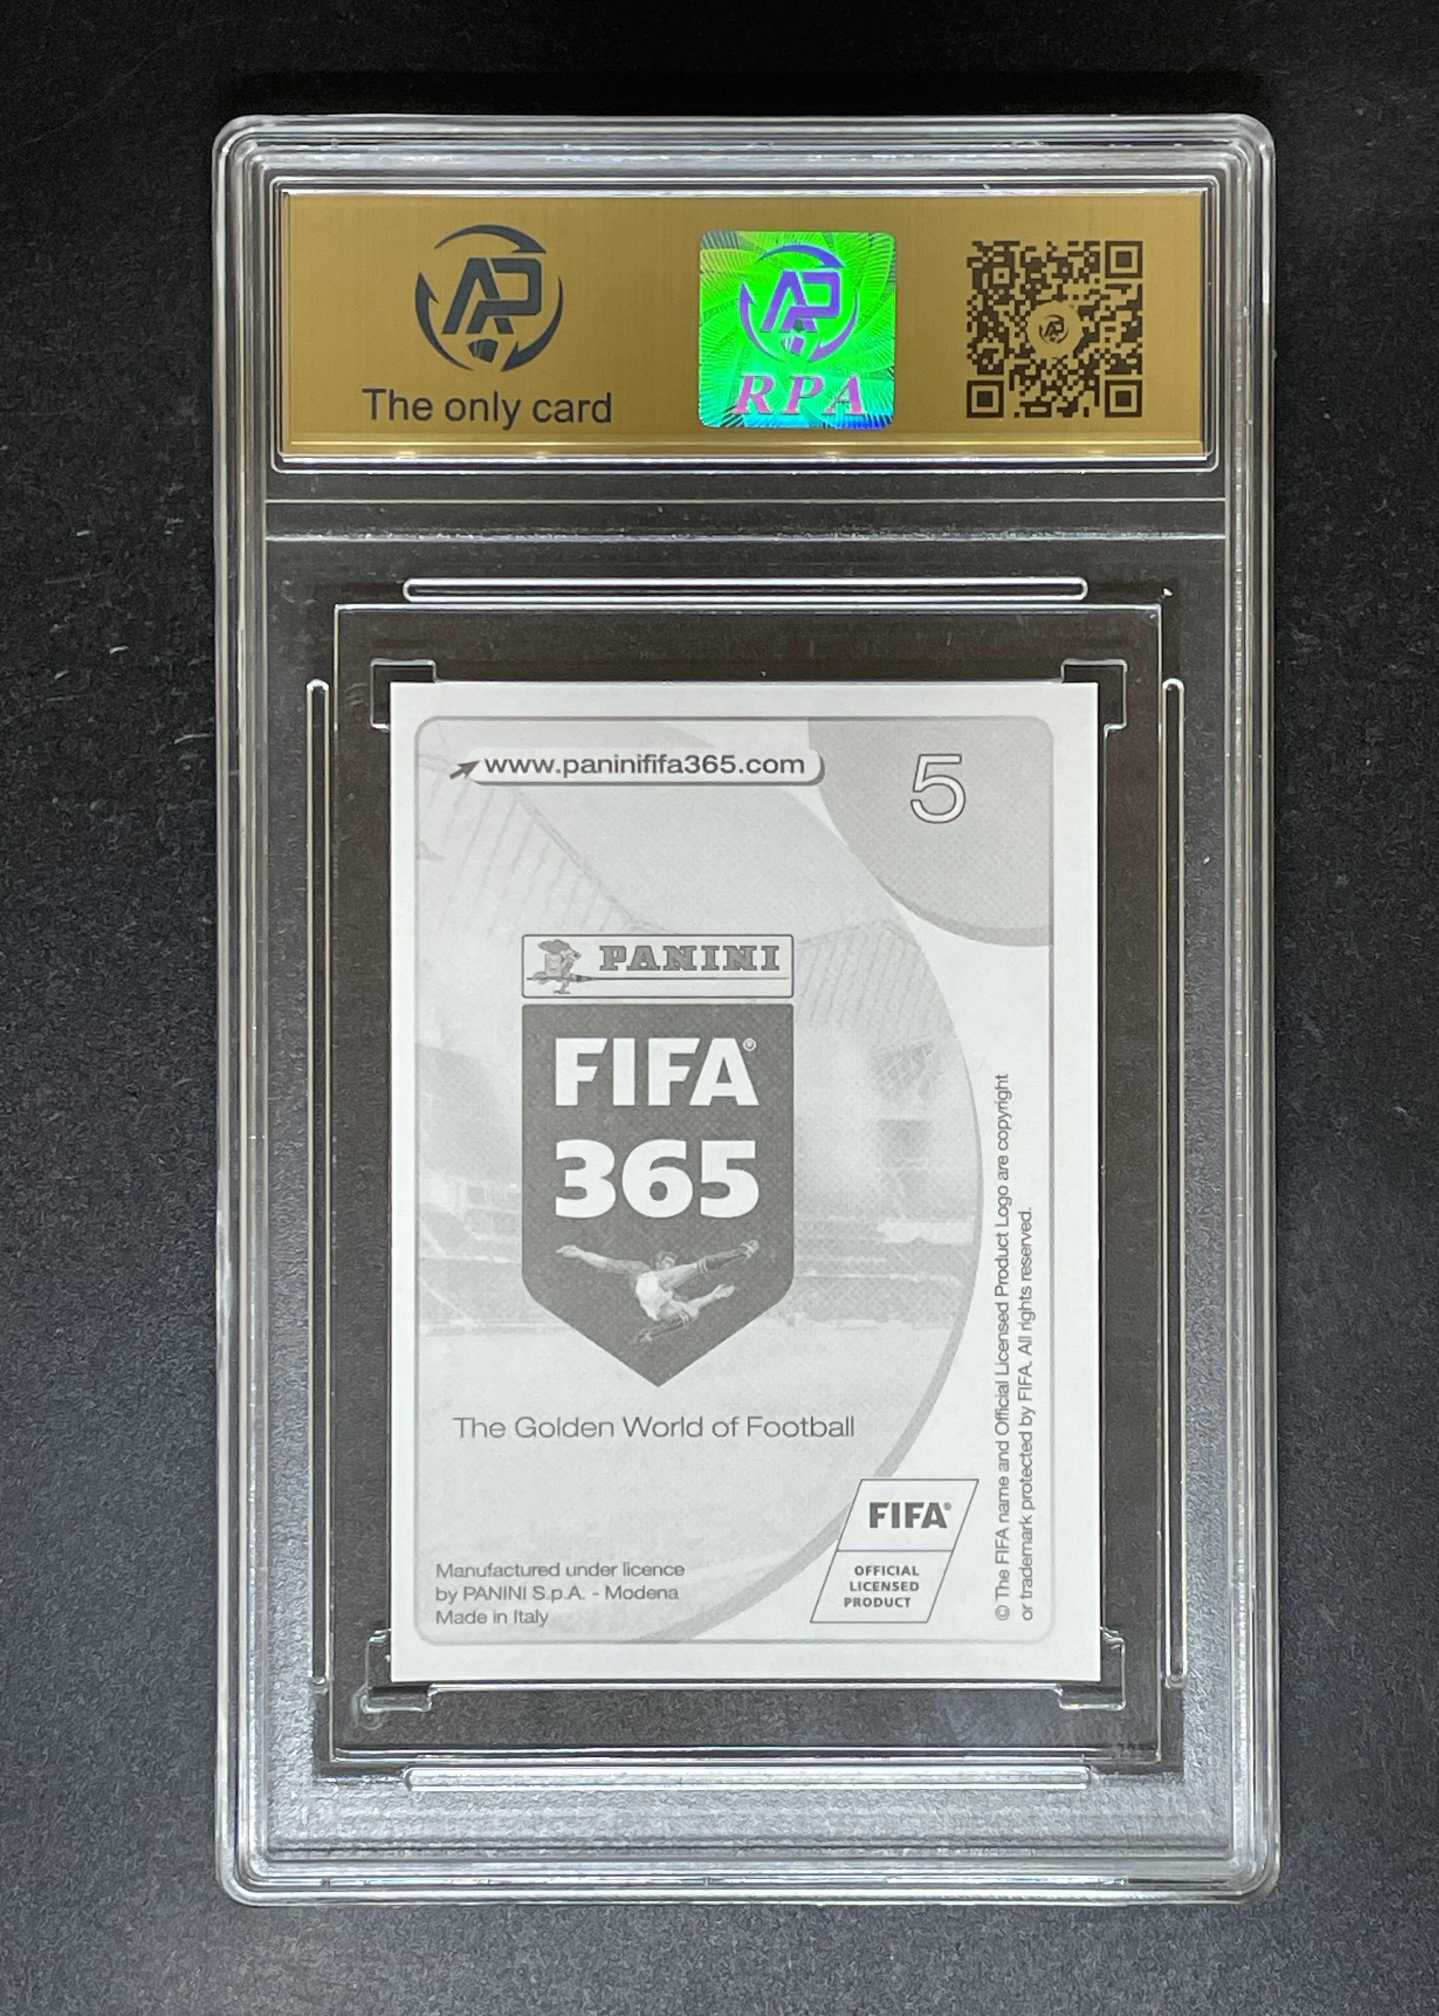 The only card
RPA
www.paninififa365.com
5
PANINI
FIFA®
365
The Golden World of Football
FIFA®
OFFICIAL
LICENSED
PRODUCT
Manufactured under licence
by PANINI S.p.A. - Modena
Made in Italy
© The FIFA name and Official Licensed Product Logo are copyright
or trademark protected by FIFA. All rights reserved.